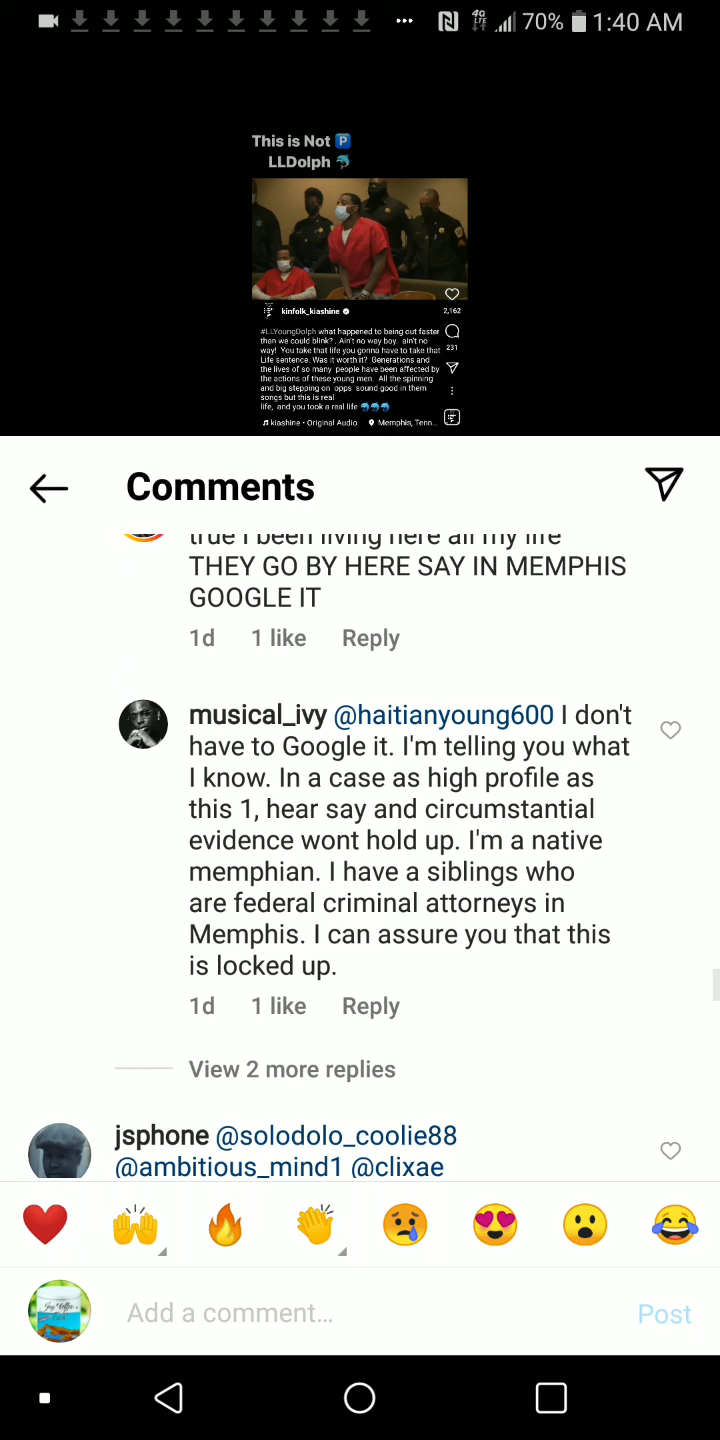 4G LTE 70% 1:40 AM
This is Not 🅿️
LLDolph 🐬
kinfolk_kiashine
2,162
#LLYoungDolph what happened to being out faster
than we could blink? . Ain't no way boy. ain't no
way! You take that life you gonna have to take that
Life sentence. Was it worth it? Generations and
the lives of so many people have been affected by
the actions of these young men. All the spinning
and big stepping on opps sound good in them
songs but this is real
life, and you took a real life 🐬🐬🐬
231
kiashine • Original Audio Memphis, Tenn...
Comments
true I been living here all my life
THEY GO BY HERE SAY IN MEMPHIS
GOOGLE IT
1d 1 like Reply
musical_ivy @haitianyoung600 I don't
have to Google it. I'm telling you what
I know. In a case as high profile as
this 1, hear say and circumstantial
evidence wont hold up. I'm a native
memphian. I have a siblings who
are federal criminal attorneys in
Memphis. I can assure you that this
is locked up.
1d 1 like Reply
View 2 more replies
jsphone @solodolo_coolie88
@ambitious_mind1 @clixae
Add a comment...
Post